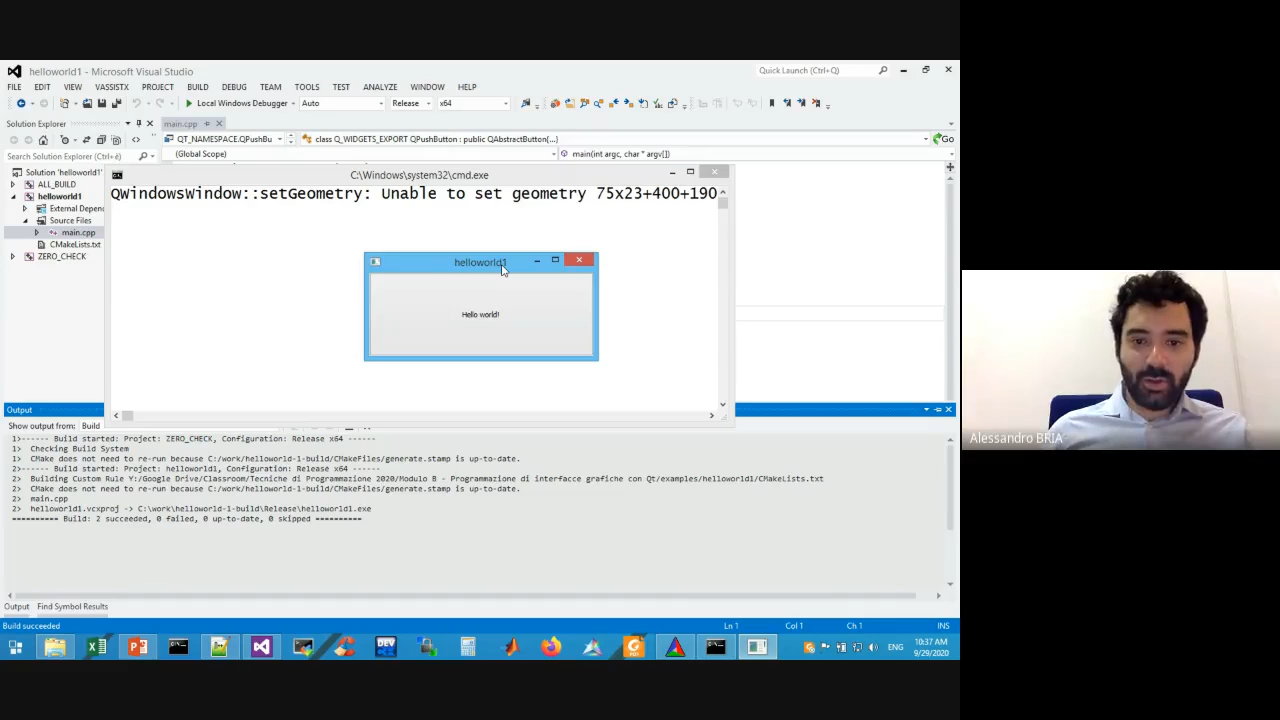 helloworld1 - Microsoft Visual Studio
Quick Launch (Ctrl+Q)
FILE EDIT VIEW VASSISTX PROJECT BUILD DEBUG TEAM TOOLS TEST ANALYZE WINDOW HELP
Local Windows Debugger Auto Release x64
Solution Explorer
main.cpp
QT_NAMESPACE.QPushBu
class Q_WIDGETS_EXPORT QPushButton : public QAbstractButton{...}
Go
Search Solution Explorer (Ctrl+è)
(Global Scope)
main(int argc, char * argv[])
Solution 'helloworld1'
ALL_BUILD
helloworld1
External Depend
Source Files
main.cpp
CMakeLists.txt
ZERO_CHECK
C:\Windows\system32\cmd.exe
QWindowsWindow::setGeometry: Unable to set geometry 75x23+400+190
helloworld1
Hello world!
Output
Show output from: Build
1>------ Build started: Project: ZERO_CHECK, Configuration: Release x64 ------
1> Checking Build System
1> CMake does not need to re-run because C:/work/helloworld-1-build/CMakeFiles/generate.stamp is up-to-date.
2>------ Build started: Project: helloworld1, Configuration: Release x64 ------
2> Building Custom Rule Y:/Google Drive/Classroom/Tecniche di Programmazione 2020/Modulo B - Programmazione di interfacce grafiche con Qt/examples/helloworld1/CMakeLists.txt
2> CMake does not need to re-run because C:/work/helloworld-1-build/CMakeFiles/generate.stamp is up-to-date.
2> main.cpp
2> helloworld1.vcxproj -> C:\work\helloworld-1-build\Release\helloworld1.exe
========== Build: 2 succeeded, 0 failed, 0 up-to-date, 0 skipped ==========
Output Find Symbol Results
Build succeeded
Ln 1 Col 1 Ch 1 INS
DEV
ENG
10:37 AM
9/29/2020
Alessandro BRIA